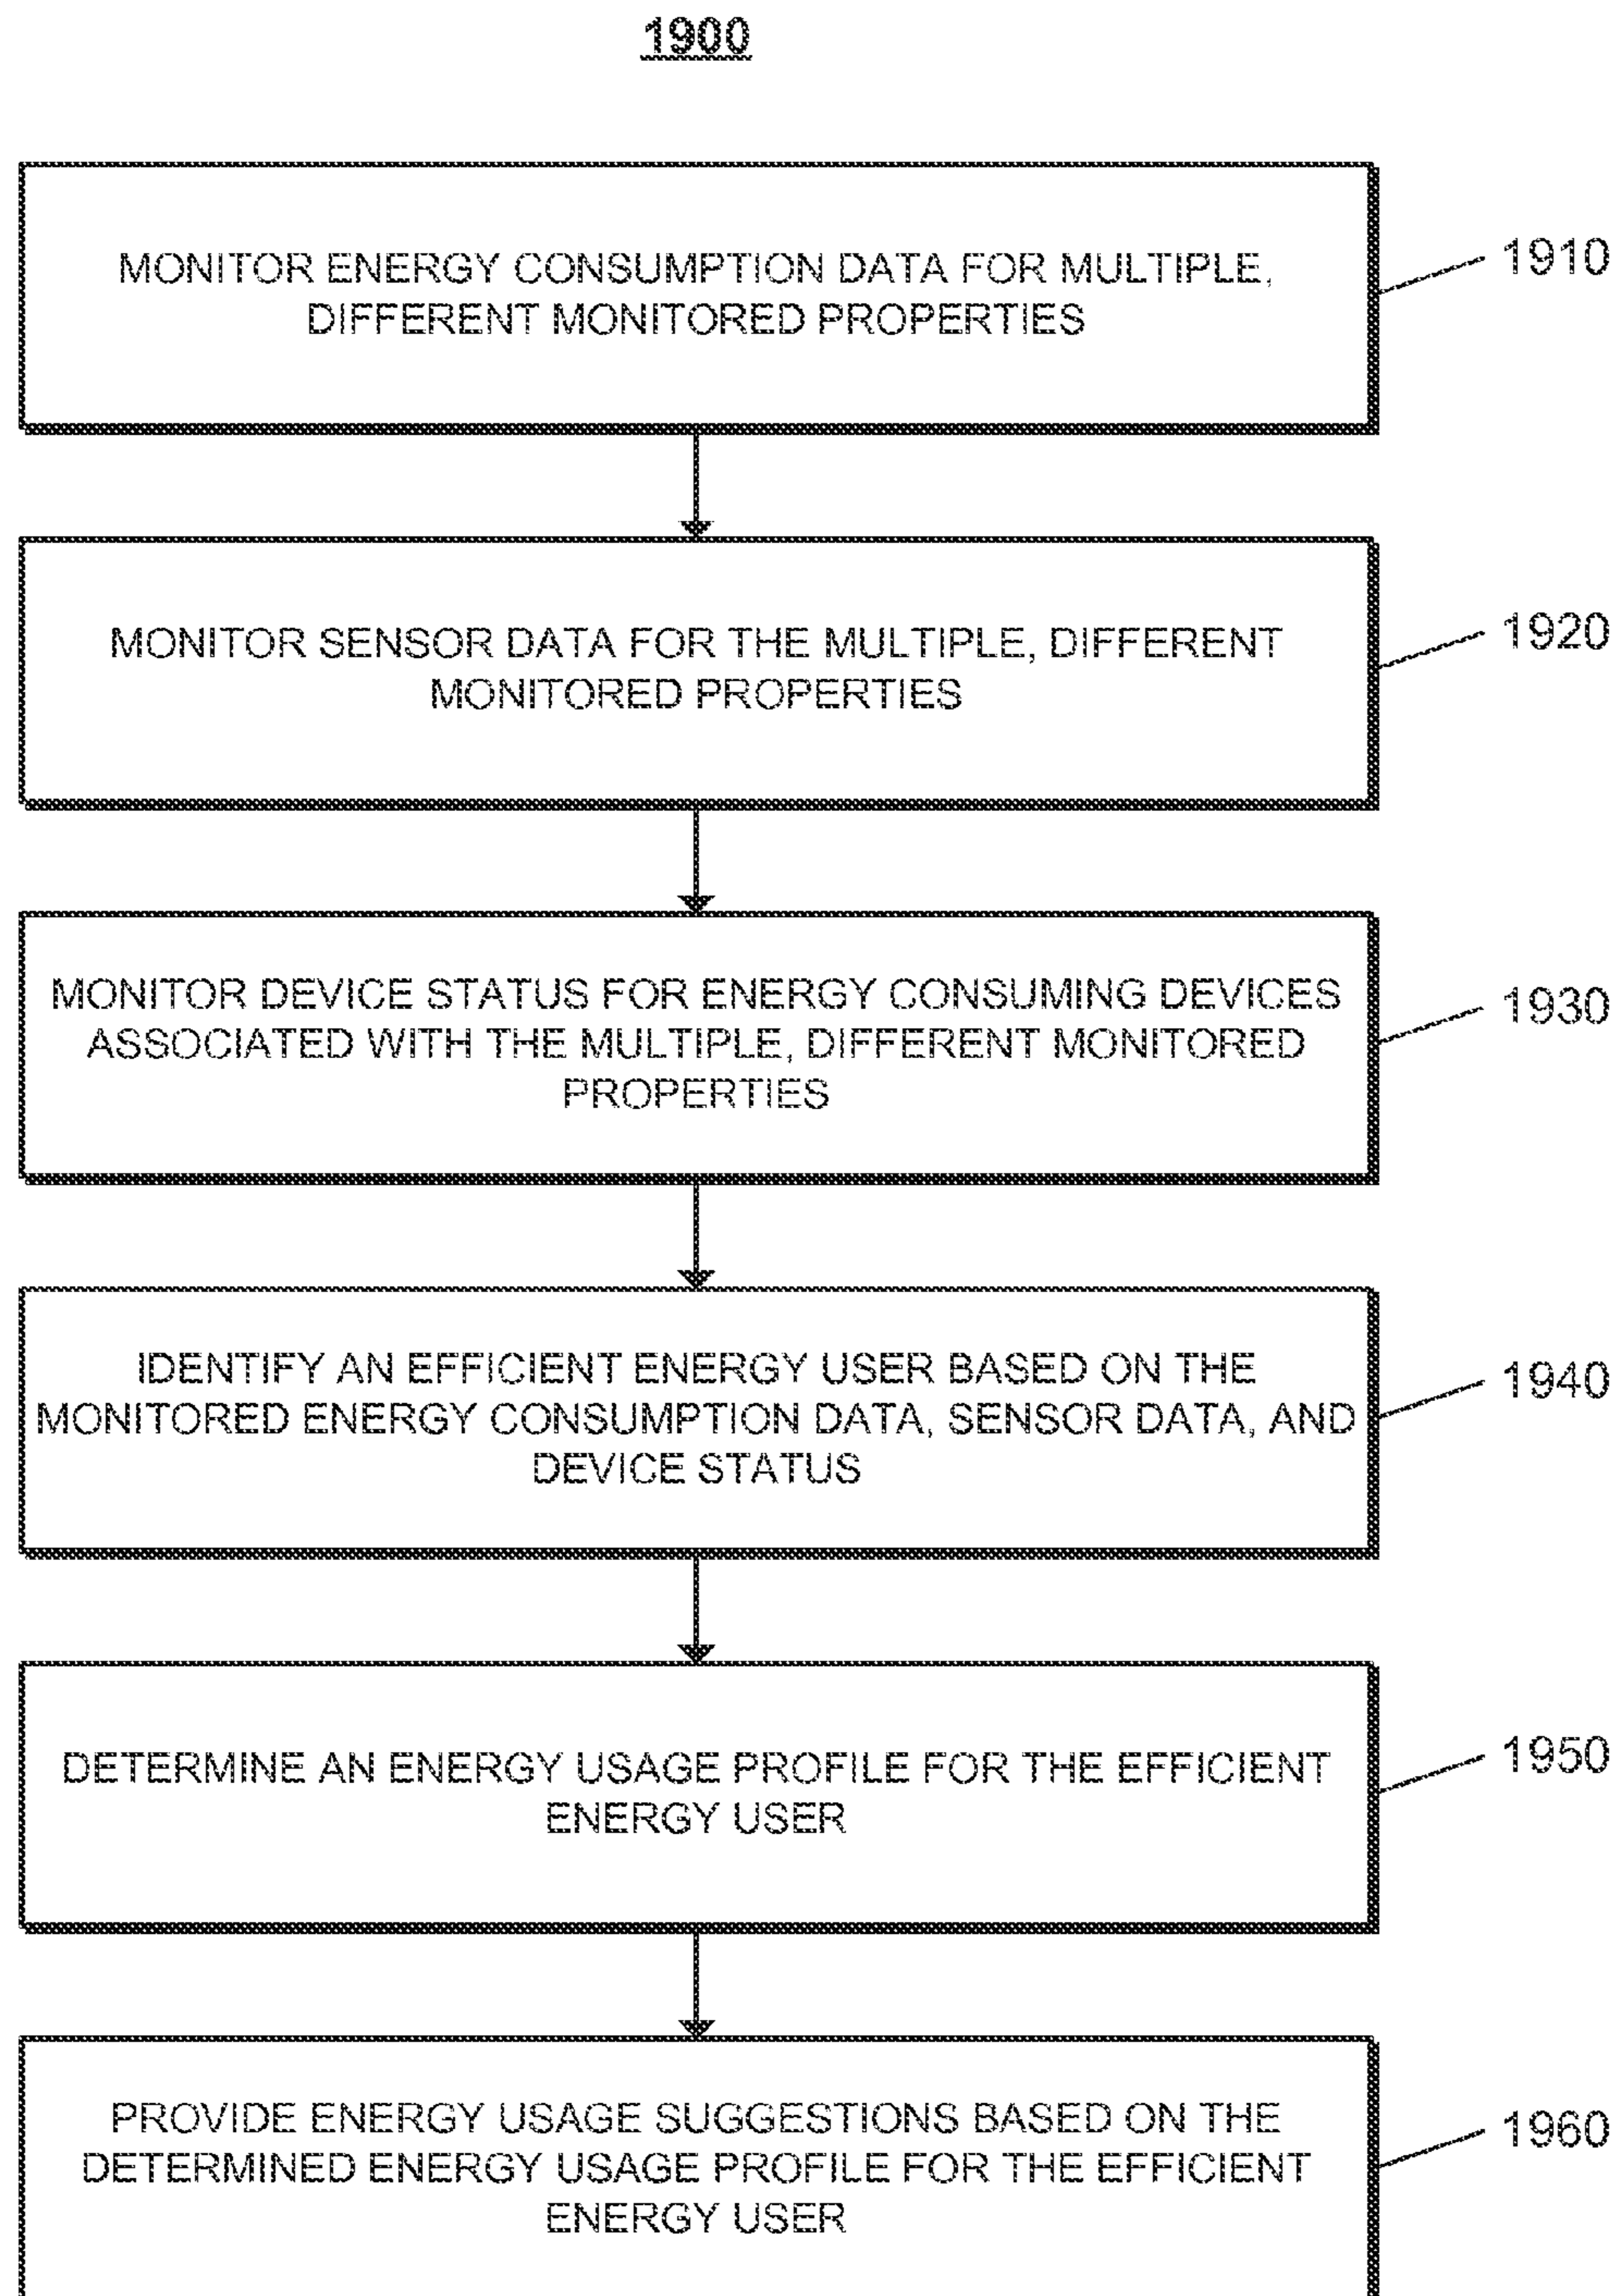 1900
MONITOR ENERGY CONSUMPTION DATA FOR MULTIPLE,
DIFFERENT MONITORED PROPERTIES
1910
MONITOR SENSOR DATA FOR THE MULTIPLE, DIFFERENT
MONITORED PROPERTIES
1920
MONITOR DEVICE STATUS FOR ENERGY CONSUMING DEVICES
ASSOCIATED WITH THE MULTIPLE, DIFFERENT MONITORED
PROPERTIES
1930
IDENTIFY AN EFFICIENT ENERGY USER BASED ON THE
MONITORED ENERGY CONSUMPTION DATA, SENSOR DATA, AND
DEVICE STATUS
1940
DETERMINE AN ENERGY USAGE PROFILE FOR THE EFFICIENT
ENERGY USER
1950
PROVIDE ENERGY USAGE SUGGESTIONS BASED ON THE
DETERMINED ENERGY USAGE PROFILE FOR THE EFFICIENT
ENERGY USER
1960